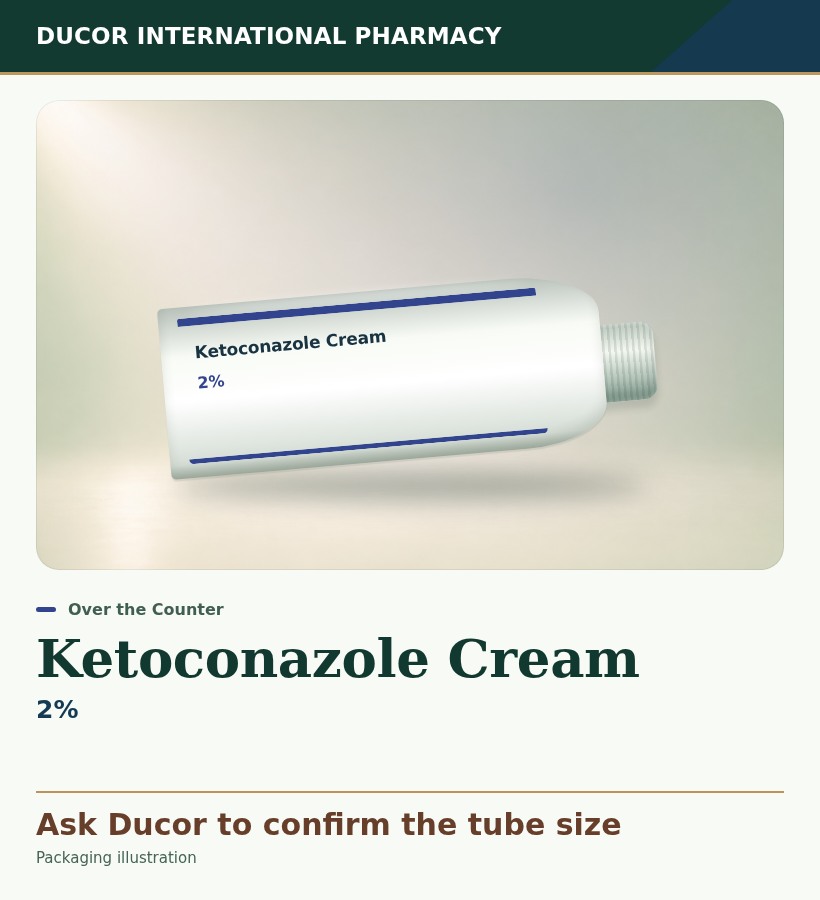 DUCOR INTERNATIONAL PHARMACY
Ketoconazole Cream
2%
Over the Counter
Ketoconazole Cream
2%
Ask Ducor to confirm the tube size
Packaging illustration